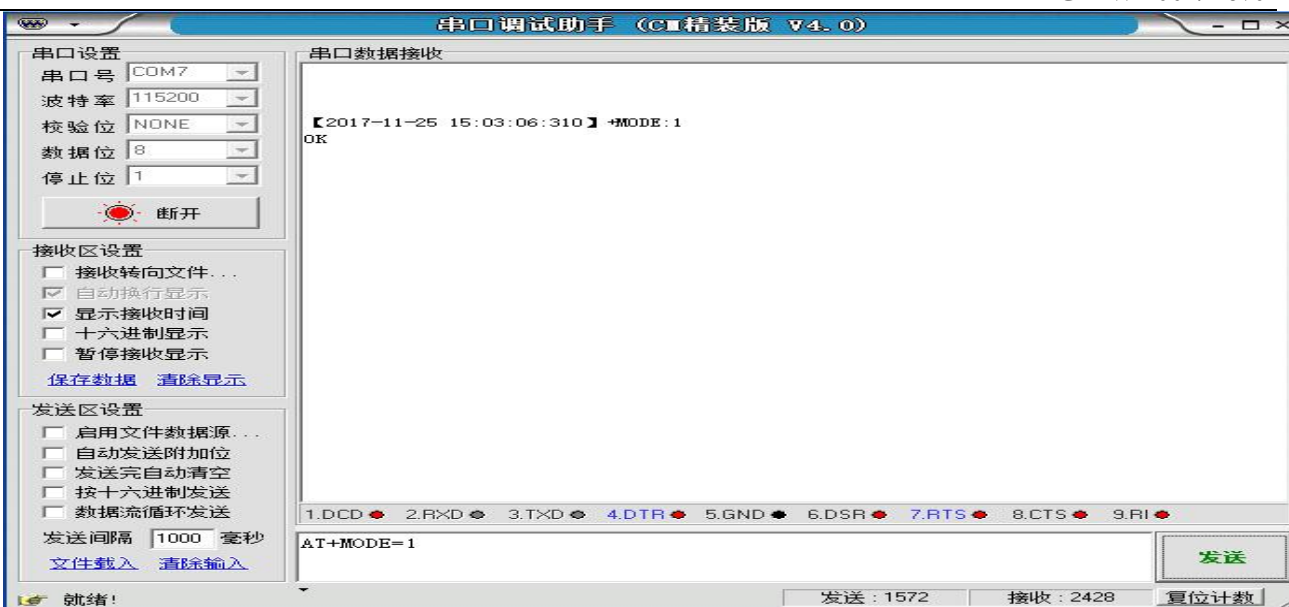 串口调试助手 (CM精装版 V4.0)
串口设置
串口号 COM7
波特率 115200
校验位 NONE
数据位 8
停止位 1
断开
接收区设置
接收转向文件...
自动换行显示
显示接收时间
十六进制显示
暂停接收显示
保存数据 清除显示
发送区设置
启用文件数据源...
自动发送附加位
发送完自动清空
按十六进制发送
数据流循环发送
发送间隔 1000 毫秒
文件载入 清除输入
串口数据接收
【2017-11-25 15:03:06:310】+MODE:1
OK
1.DCD 2.RXD 3.TXD 4.DTR 5.GND 6.DSR 7.RTS 8.CTS 9.RI
AT+MODE=1
发送
就绪!
发送:1572 接收:2428 复位计数